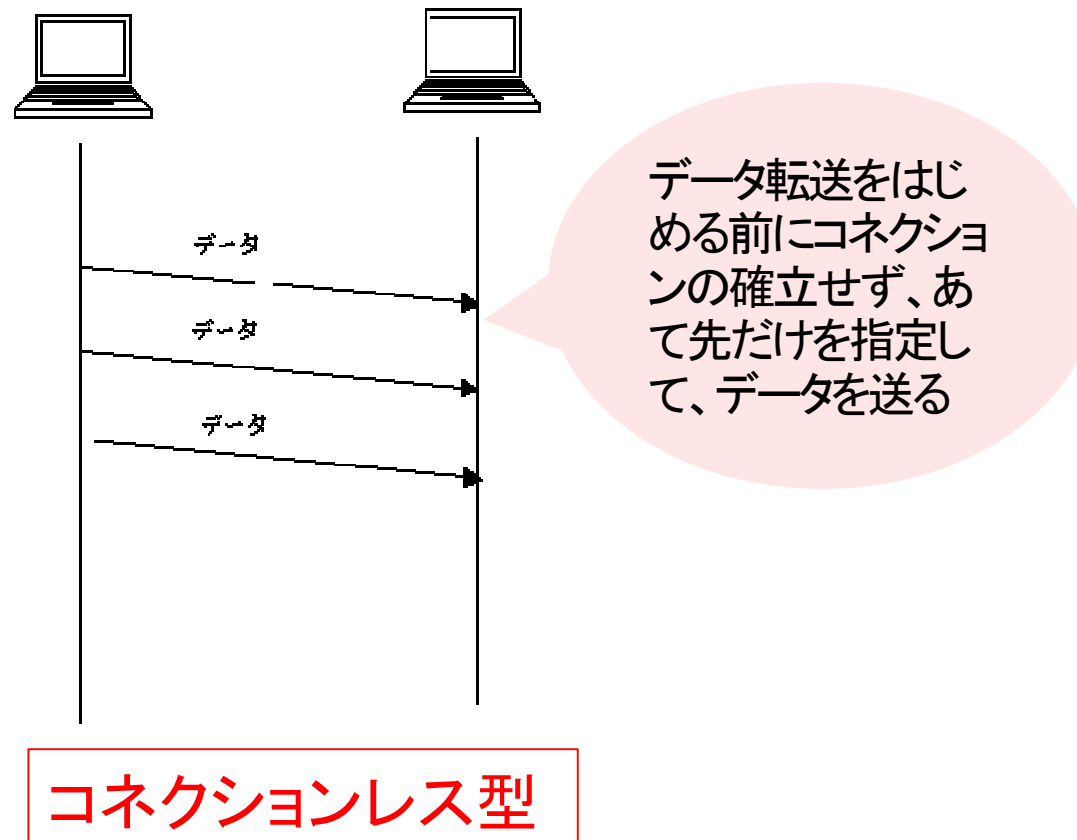 データ
データ
データ
データ転送をはじ
める前にコネクショ
ンの確立せず、あ
て先だけを指定し
て、データを送る
コネクションレス型